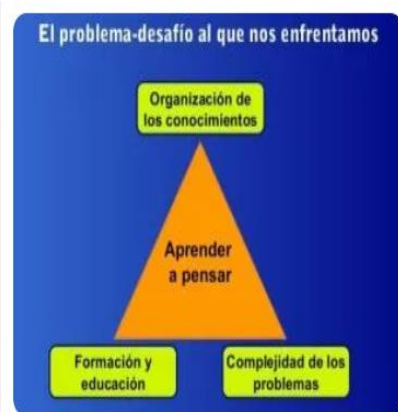 El problema-desafío al que nos enfrentamos
Organización de
los conocimientos
Aprender
a pensar
Formación y
educación
Complejidad de los
problemas